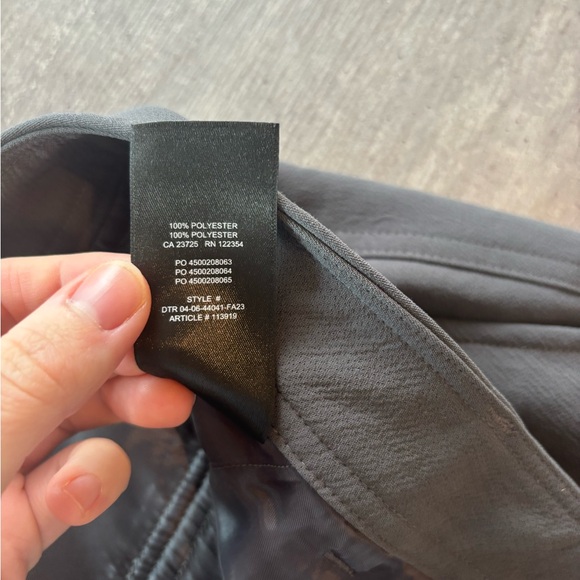 100% POLYESTER
100% POLYESTER
CA 23725 RN 122354
PO 4500208063
PO 4500208064
PO 4500208065
STYLE #
DTR 04-06-44041-FA23
ARTICLE # 113919